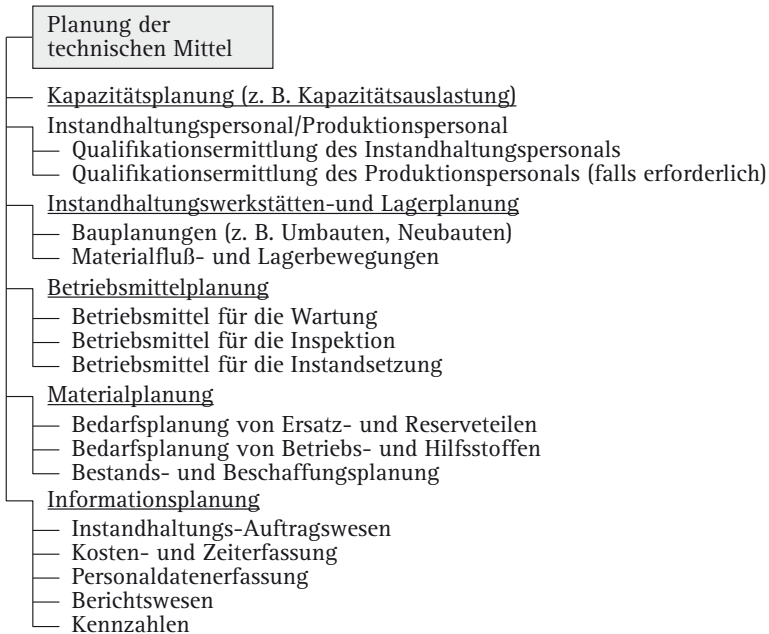 Planung der
technischen Mittel
Kapazitätsplanung (z. B. Kapazitätsauslastung)
Instandhaltungspersonal/Produktionspersonal
Qualifikationsermittlung des Instandhaltungspersonals
Qualifikationsermittlung des Produktionspersonals (falls erforderlich)
Instandhaltungswerkstätten-und Lagerplanung
Bauplanungen (z. B. Umbauten, Neubauten)
Materialfluß- und Lagerbewegungen
Betriebsmittelplanung
Betriebsmittel für die Wartung
Betriebsmittel für die Inspektion
Betriebsmittel für die Instandsetzung
Materialplanung
Bedarfsplanung von Ersatz- und Reserveteilen
Bedarfsplanung von Betriebs- und Hilfsstoffen
Bestands- und Beschaffungsplanung
Informationsplanung
Instandhaltungs-Auftragswesen
Kosten- und Zeiterfassung
Personaldatenerfassung
Berichtswesen
Kennzahlen